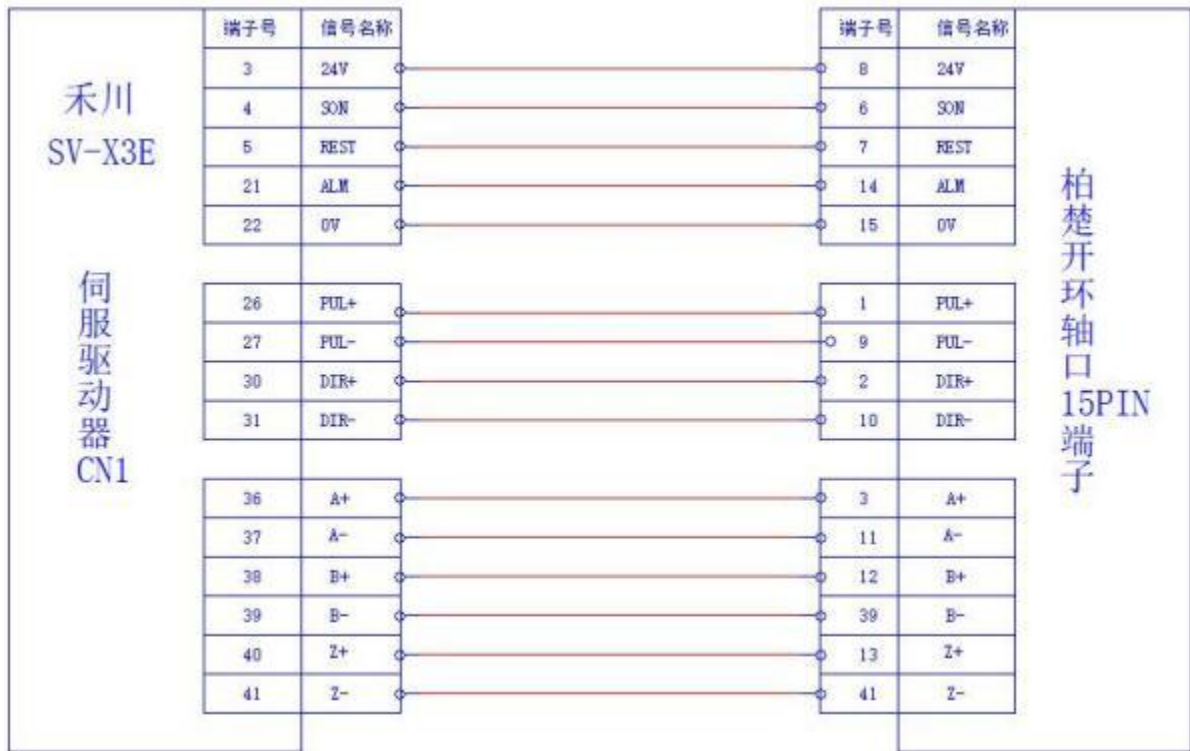 禾川
SV-X3E
伺服驱动器
CN1
端子号 信号名称
3 24V
4 SON
5 REST
21 ALM
22 0V
26 PUL+
27 PUL-
30 DIR+
31 DIR-
36 A+
37 A-
38 B+
39 B-
40 Z+
41 Z-
端子号 信号名称
8 24V
6 SON
7 REST
14 ALM
15 0V
1 PUL+
9 PUL-
2 DIR+
10 DIR-
3 A+
11 A-
12 B+
39 B-
13 Z+
41 Z-
柏楚开环轴口
15PIN
端子